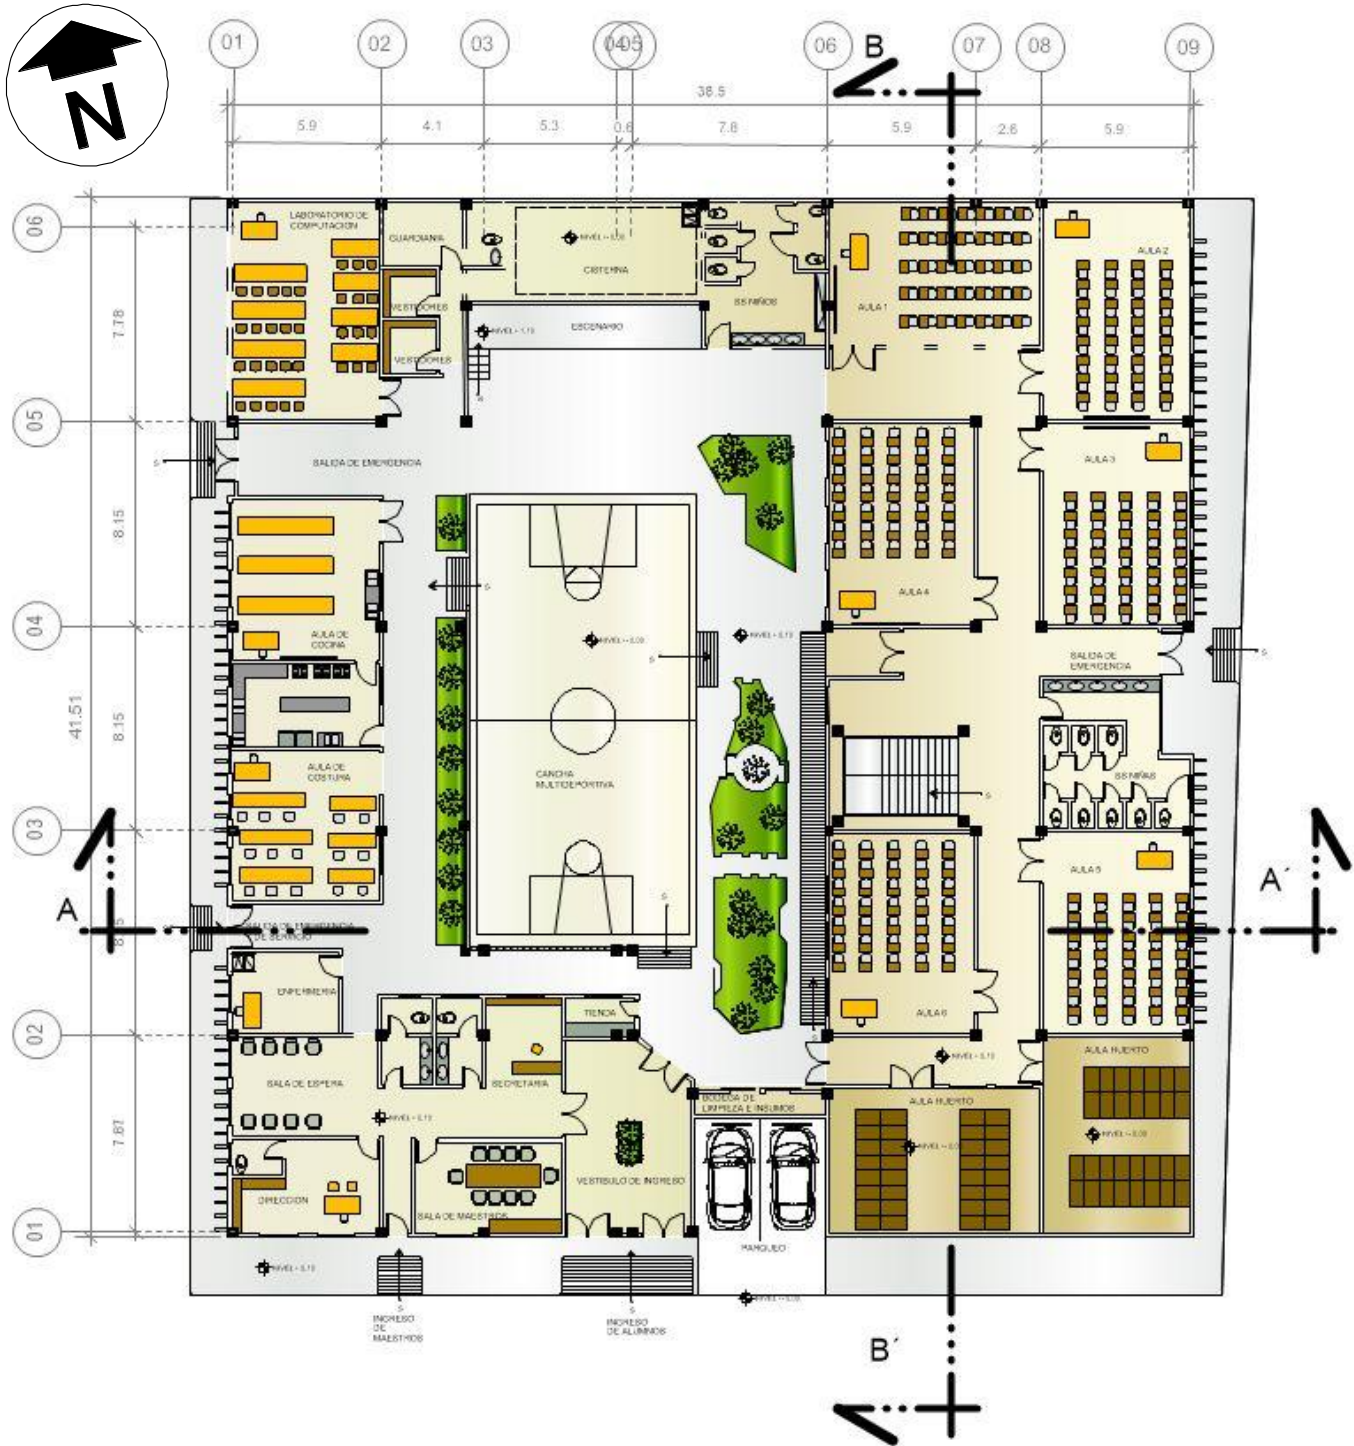 N
01 02 03 04 05 06 07 08 09
B
38.5
5.9 4.1 5.3 0.6 7.8 5.9 2.6 5.9
06
05
04
03
02
01
7.78
8.15
8.15
7.87
41.51
LABORATORIO DE
COMPUTACION
GUARDIANIA
VESTIDORES
VESTIDORES
CISTERNA
ESCENARIO
SS NIÑOS
AULA 1
AULA 2
SALIDA DE EMERGENCIA
AULA 3
AULA 4
AULA DE
COCINA
SALIDA DE
EMERGENCIA
AULA DE
COSTURA
CANCHA
MULTIDEPORTIVA
SS NIÑAS
AULA 5
A
A´
SALIDA DE EMERGENCIA
DE SERVICIO
ENFERMERIA
TIENDA
AULA 6
SALA DE ESPERA
SECRETARIA
BODEGA DE
LIMPIEZA E INSUMOS
AULA HUERTO
AULA HUERTO
DIRECCION
SALA DE MAESTROS
VESTIBULO DE INGRESO
PARQUEO
INGRESO
DE
MAESTROS
INGRESO
DE ALUMNOS
B´